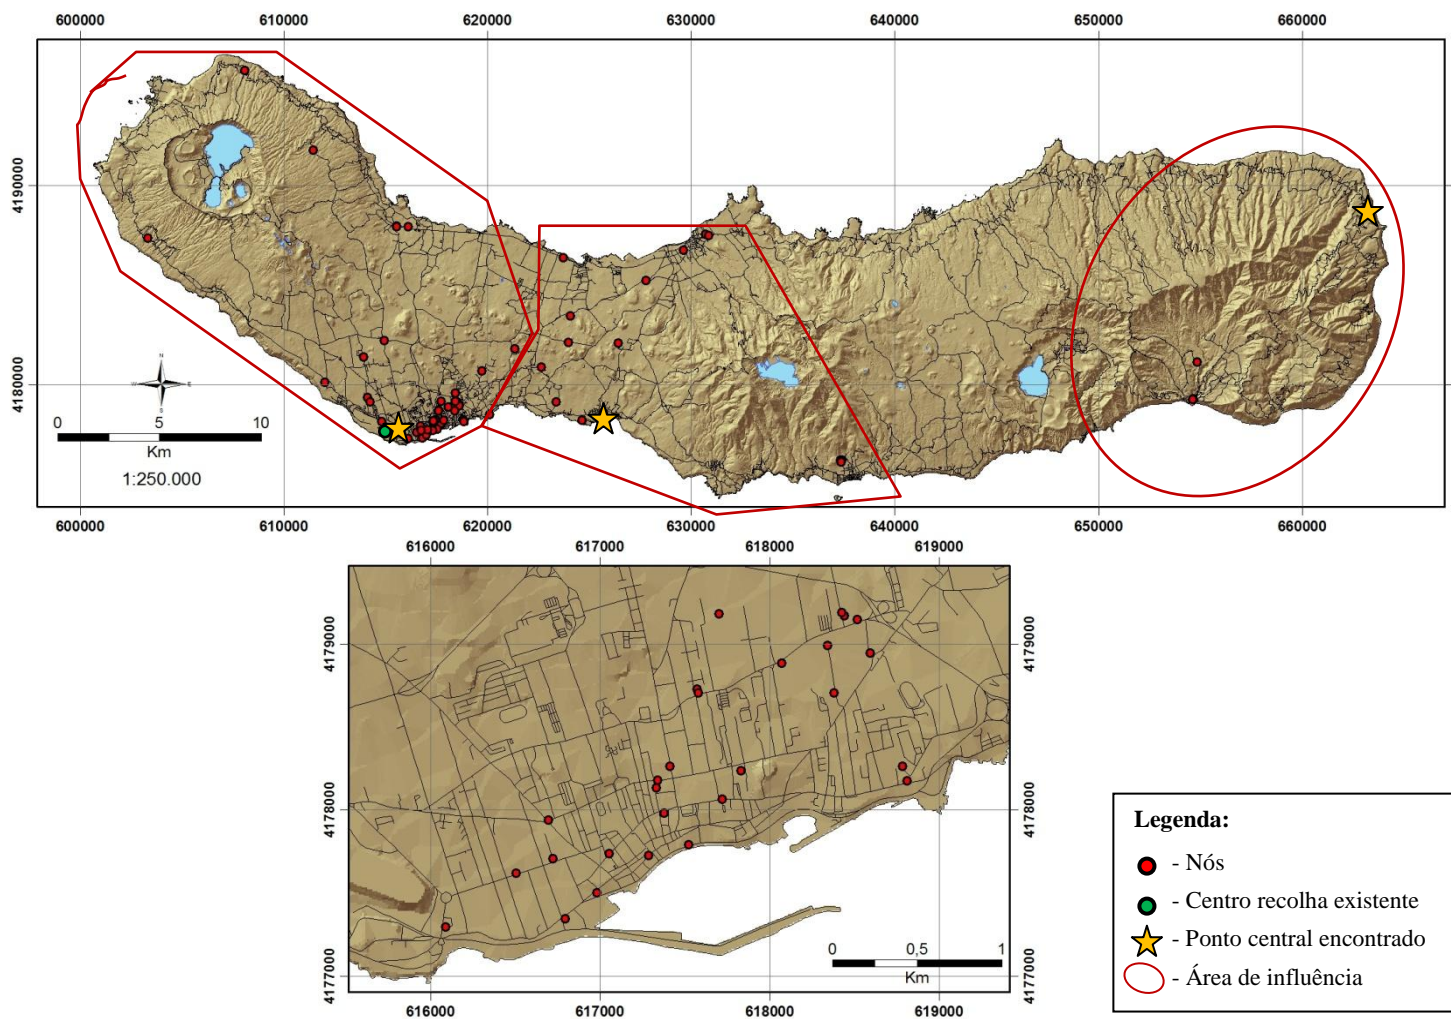 600000 610000 620000 630000 640000 650000 660000
4190000
4180000
N
W E
S
0 5 10
Km
1:250.000
4190000
4180000
600000 610000 620000 630000 640000 650000 660000
616000 617000 618000 619000
4179000
4178000
4177000
4179000
4178000
4177000
0 0,5 1
Km
616000 617000 618000 619000
Legenda:
- Nós
- Centro recolha existente
- Ponto central encontrado
- Área de influência